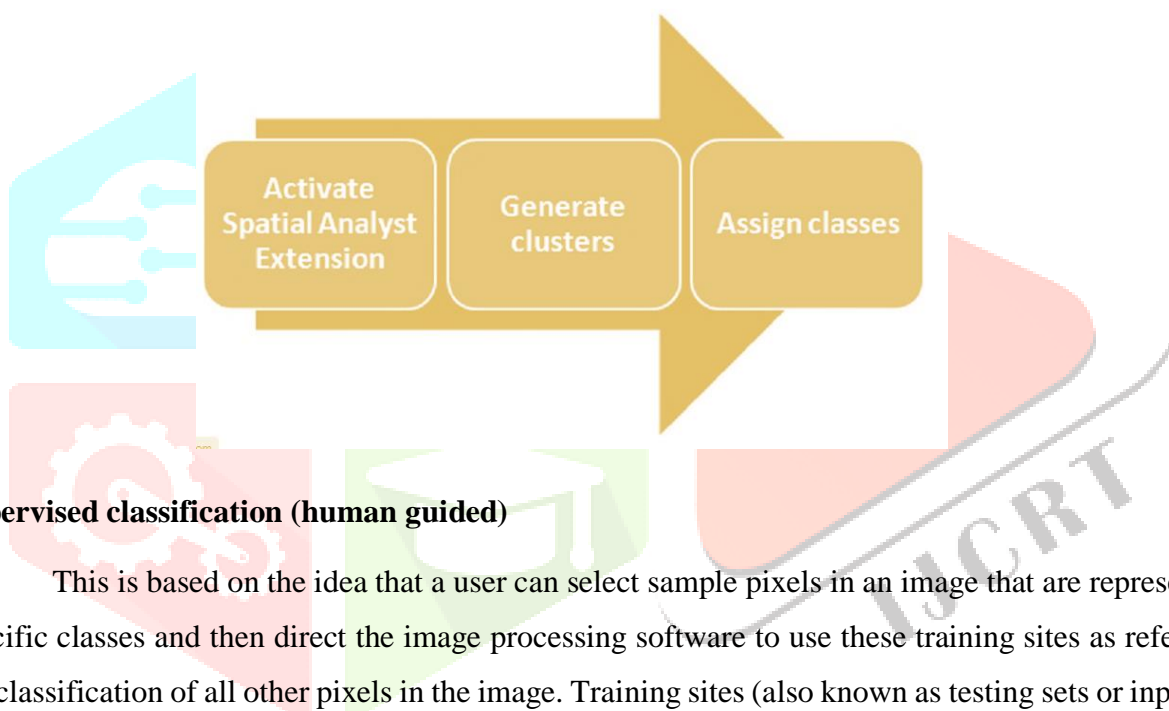 Activate
Spatial Analyst
Extension
Generate
clusters
Assign classes
pervised classification (human guided)
This is based on the idea that a user can select sample pixels in an image that are represe
cific classes and then direct the image processing software to use these training sites as refe
classification of all other pixels in the image. Training sites (also known as testing sets or inp
IJCRT